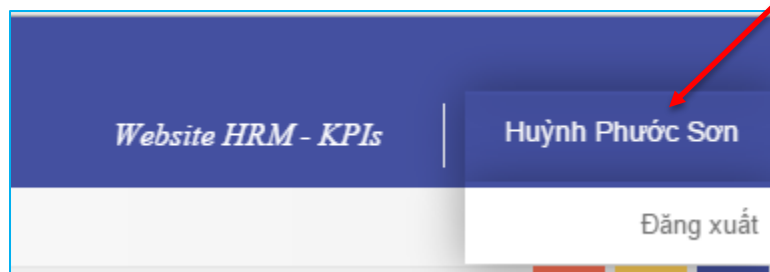 Website HRM - KPIs
Huỳnh Phước Sơn
Đăng xuất